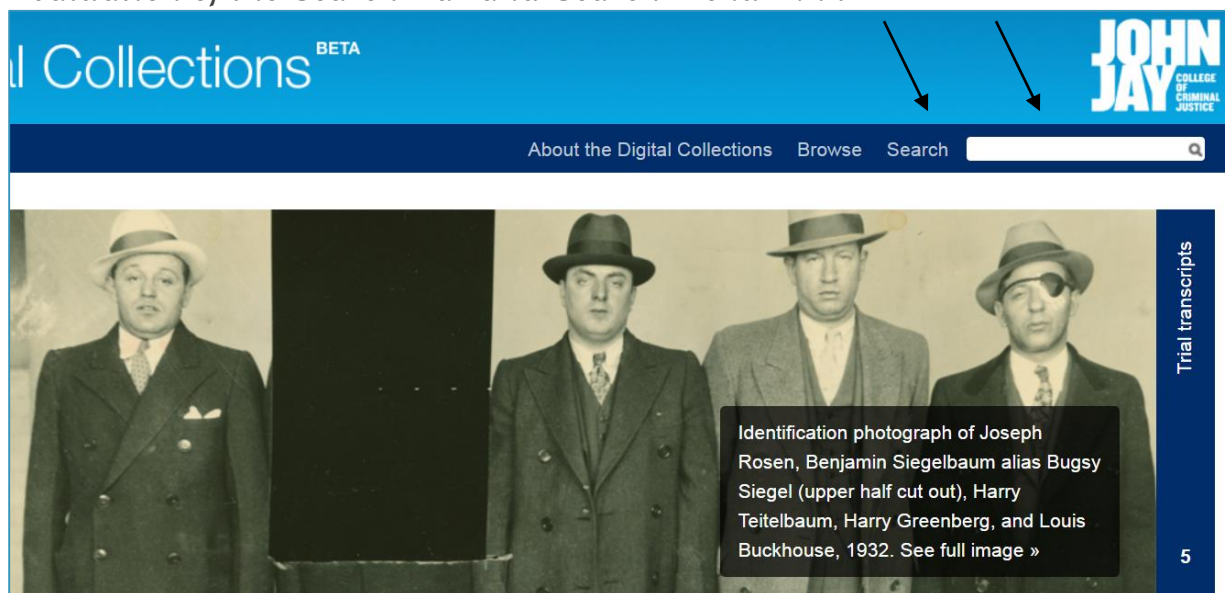 Collections BETA
JOHN
JAY
COLLEGE
OF
CRIMINAL
JUSTICE
About the Digital Collections Browse Search
Trial transcripts
Identification photograph of Joseph
Rosen, Benjamin Siegelbaum alias Bugsy
Siegel (upper half cut out), Harry
Teitelbaum, Harry Greenberg, and Louis
Buckhouse, 1932. See full image »
5